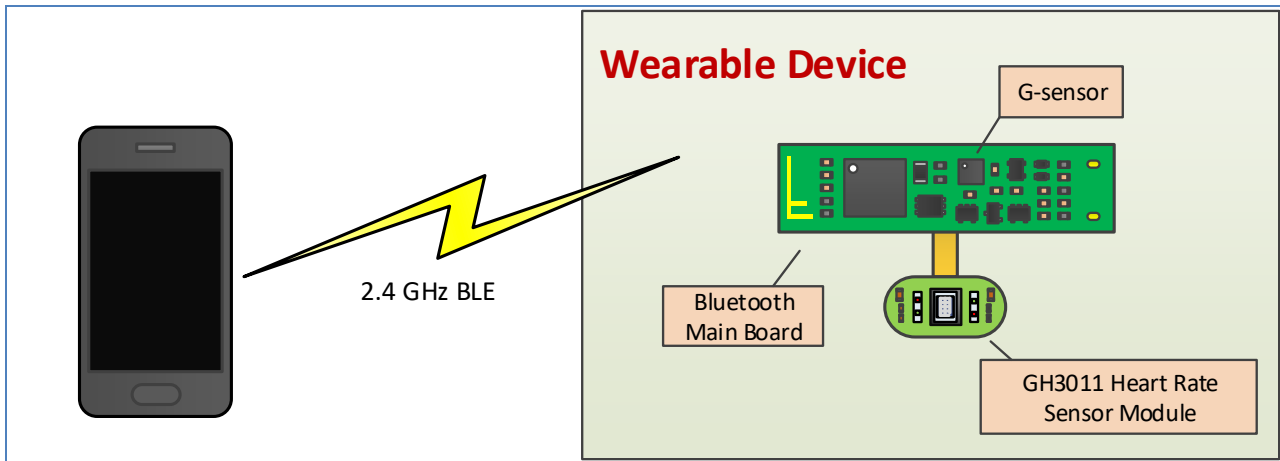 Wearable Device
G-sensor
2.4 GHz BLE
Bluetooth
Main Board
GH3011 Heart Rate
Sensor Module